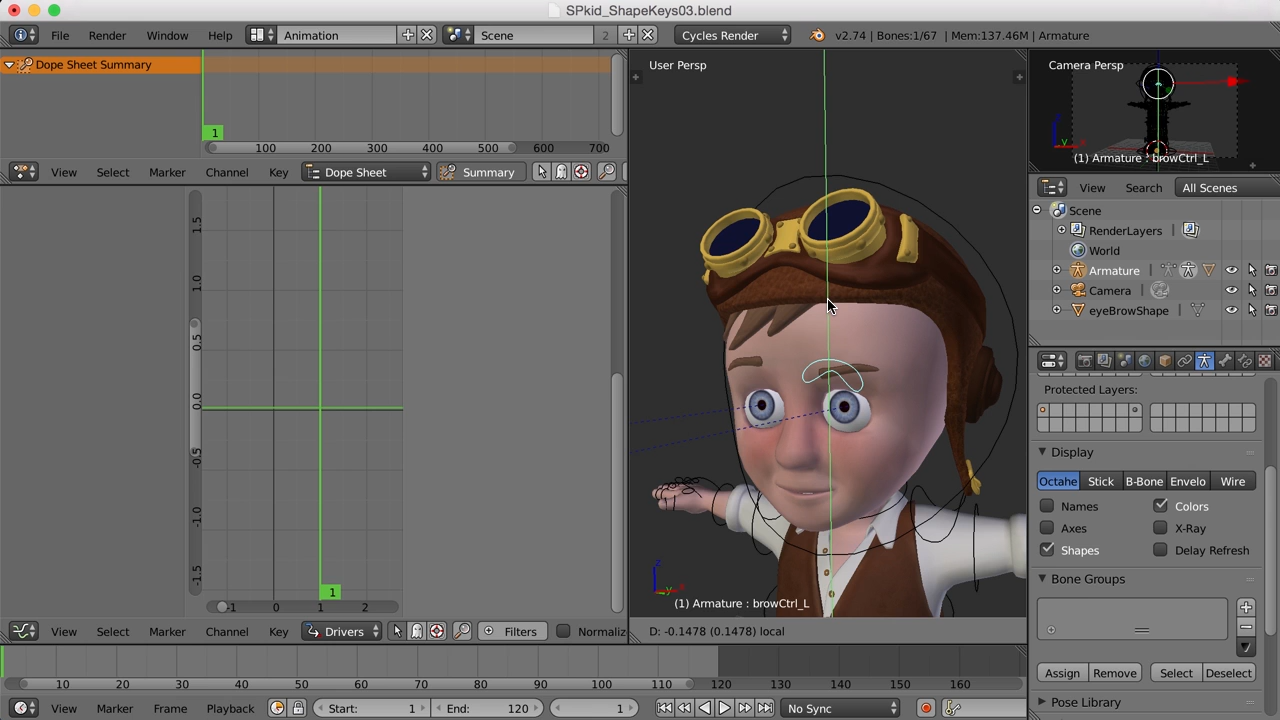 SPkid_ShapeKeys03.blend
File Render Window Help Animation Scene 2 Cycles Render v2.74 | Bones:1/67 | Mem:137.46M | Armature
Dope Sheet Summary
1
100 200 300 400 500 600 700
View Select Marker Channel Key Dope Sheet Summary
1.5
1.0
0.5
0.0
-0.5
-1.0
-1.5
1
-1 0 1 2
View Select Marker Channel Key Drivers Filters Normaliz
User Persp
(1) Armature : browCtrl_L
D: -0.1478 (0.1478) local
Camera Persp
(1) Armature : browCtrl_L
View Search All Scenes
Scene
RenderLayers
World
Armature
Camera
eyeBrowShape
Protected Layers:
Display
Octahe Stick B-Bone Envelo Wire
Names Colors
Axes X-Ray
Shapes Delay Refresh
Bone Groups
Assign Remove Select Deselect
Pose Library
10 20 30 40 50 60 70 80 90 100 110 120 130 140 150 160
View Marker Frame Playback Start: 1 End: 120 1 No Sync